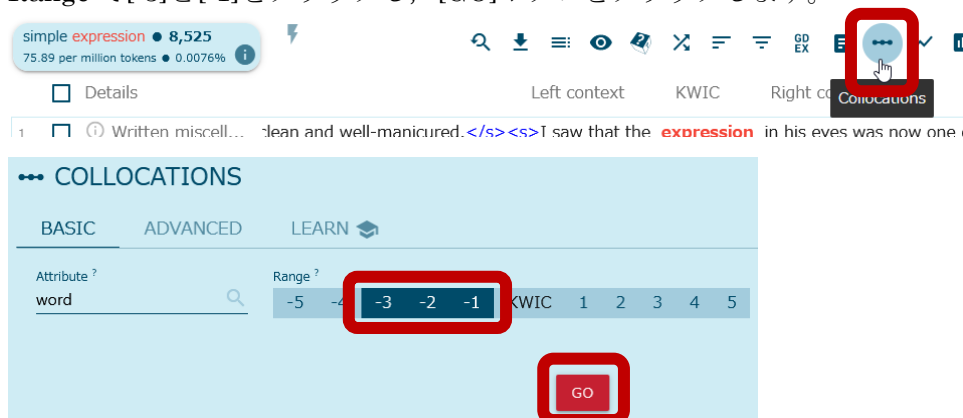 simple expression ● 8,525
75.89 per million tokens ● 0.0076% i
GD
EX
Details Left context KWIC Right co
Collocations
1 Written miscell... clean and well-manicured.</s><s>I saw that the expression in his eyes was now one
COLLOCATIONS
BASIC ADVANCED LEARN
Attribute ? Range ?
word -5 -4 -3 -2 -1 KWIC 1 2 3 4 5
GO